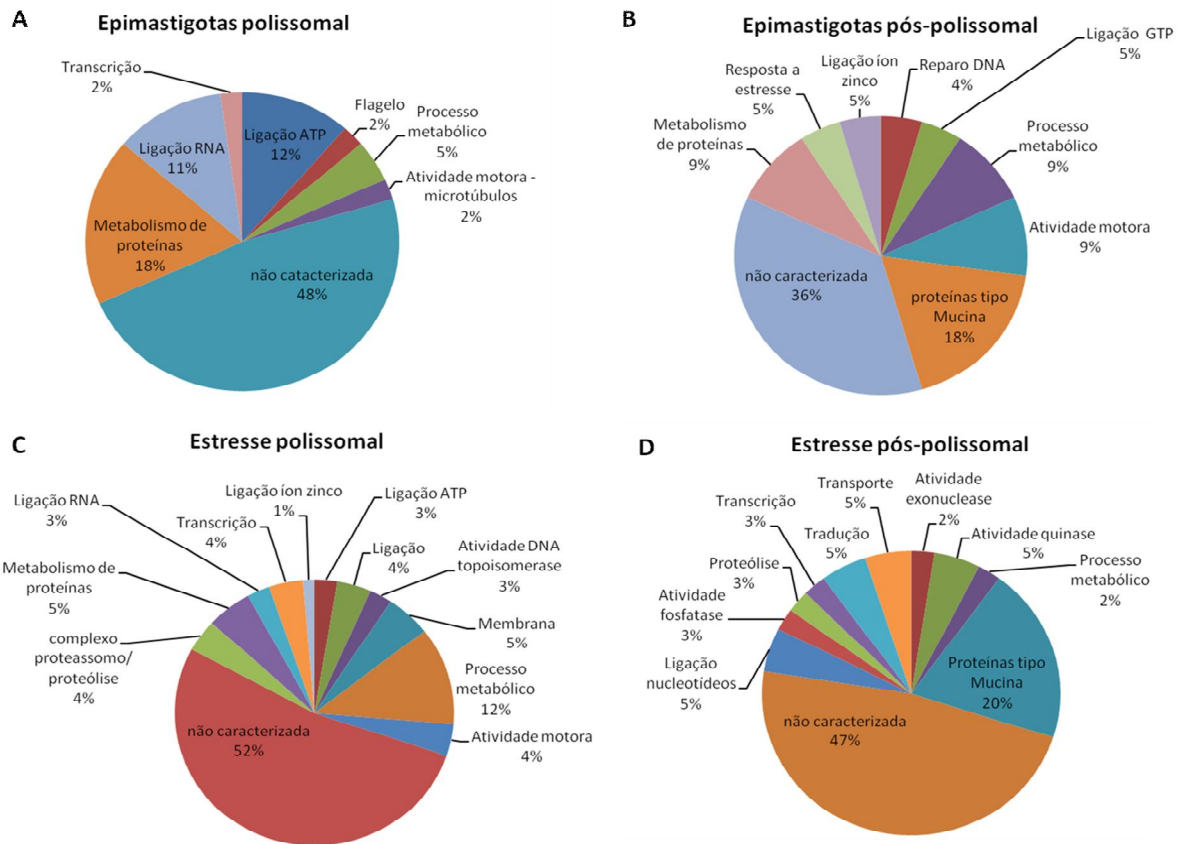 A
Epimastigotas polissomal
Transcrição
2%
Ligação RNA
11%
Ligação ATP
12%
Flagelo
2%
Processo
metabólico
5%
Atividade motora -
microtúbulos
2%
Metabolismo de
proteínas
18%
não catacterizada
48%
B
Epimastigotas pós-polissomal
Ligação GTP
5%
Ligação íon
zinco
5%
Reparo DNA
4%
Resposta a
estresse
5%
Metabolismo
de proteínas
9%
Processo
metabólico
9%
Atividade motora
9%
não caracterizada
36%
proteínas tipo
Mucina
18%
C
Estresse polissomal
Ligação RNA
3%
Ligação íon zinco
1%
Ligação ATP
3%
Transcrição
4%
Ligação
4%
Atividade DNA
topoisomerase
3%
Metabolismo de
proteínas
5%
Membrana
5%
complexo
proteassomo/
proteólise
4%
Processo
metabólico
12%
Atividade motora
4%
não caracterizada
52%
D
Estresse pós-polissomal
Transcrição
3%
Transporte
5%
Atividade
exonuclease
2%
Tradução
5%
Atividade quinase
5%
Proteólise
3%
Processo
metabólico
2%
Atividade
fosfatase
3%
Ligação
nucleotídeos
5%
Proteínas tipo
Mucina
20%
não caracterizada
47%